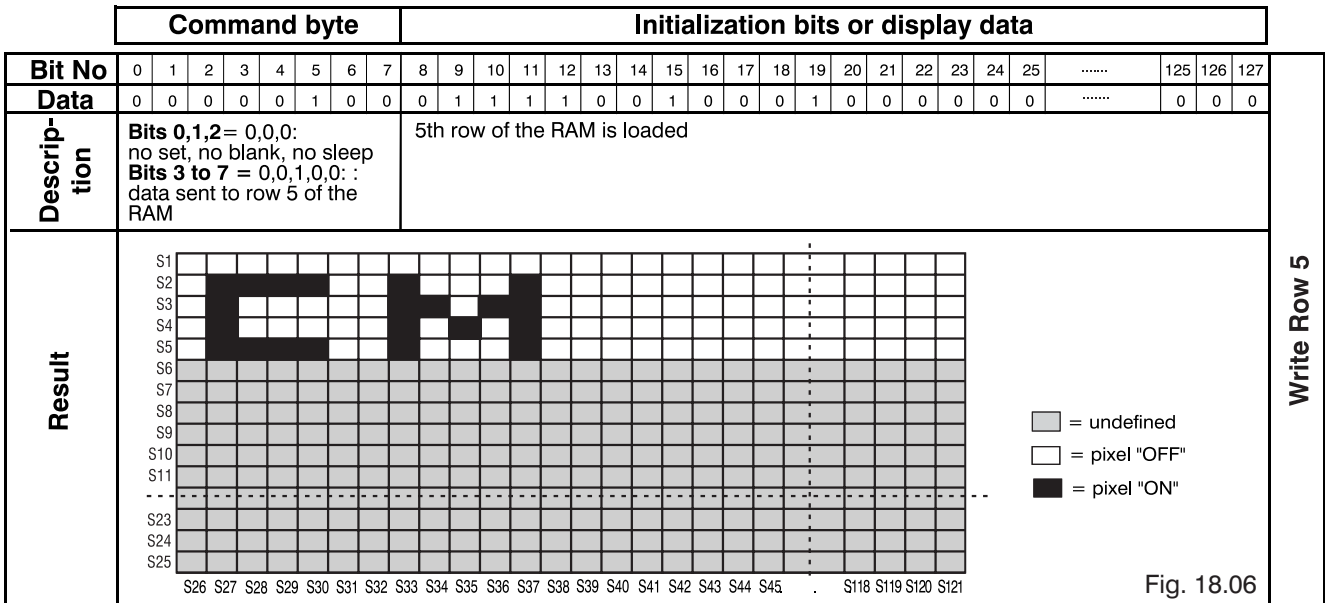 Command byte Initialization bits or display data
Bit No 0 1 2 3 4 5 6 7 8 9 10 11 12 13 14 15 16 17 18 19 20 21 22 23 24 25 ....... 125 126 127
Data 0 0 0 0 0 1 0 0 0 1 1 1 1 0 0 1 0 0 0 1 0 0 0 0 0 0 ....... 0 0 0
Descrip-
tion
Bits 0,1,2= 0,0,0:
no set, no blank, no sleep
Bits 3 to 7 = 0,0,1,0,0: :
data sent to row 5 of the
RAM
5th row of the RAM is loaded
Write Row 5
Result
S1
S2
S3
S4
S5
S6
S7
S8
S9
S10
S11
S23
S24
S25
S26 S27 S28 S29 S30 S31 S32 S33 S34 S35 S36 S37 S38 S39 S40 S41 S42 S43 S44 S45. . S118 S119 S120 S121
= undefined
= pixel "OFF"
= pixel "ON"
Fig. 18.06